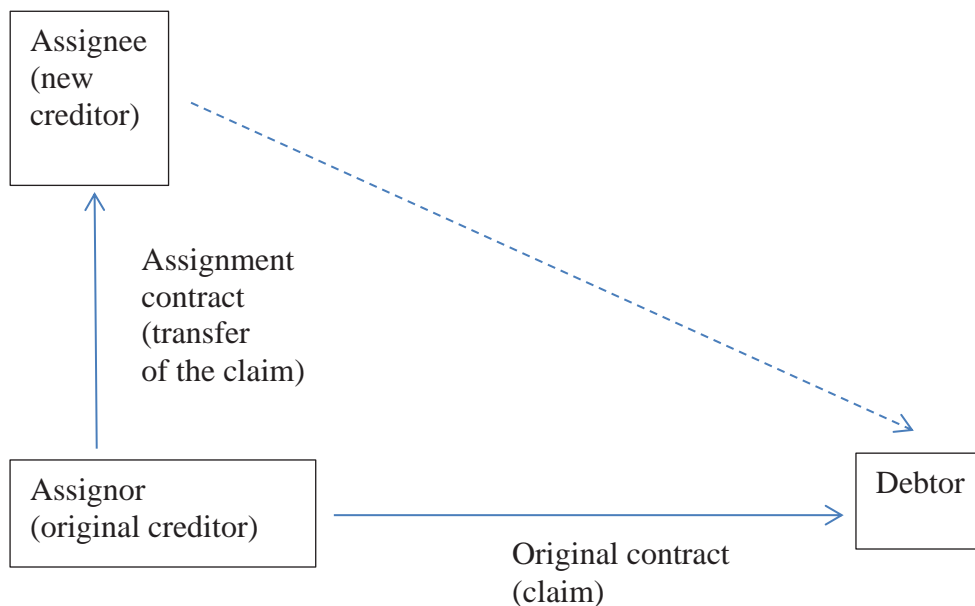 Assignee
(new
creditor)
Assignment
contract
(transfer
of the claim)
Assignor
(original creditor)
Debtor
Original contract
(claim)